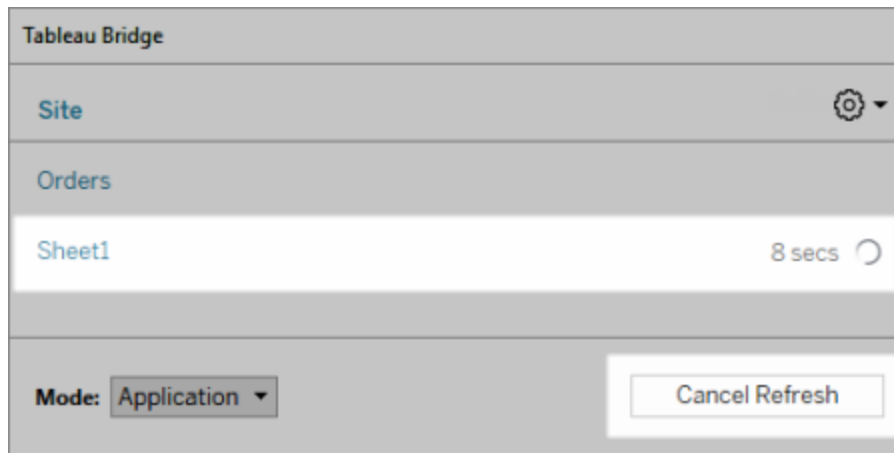 Tableau Bridge
Site
Orders
Sheet1 8 secs
Mode: Application Cancel Refresh